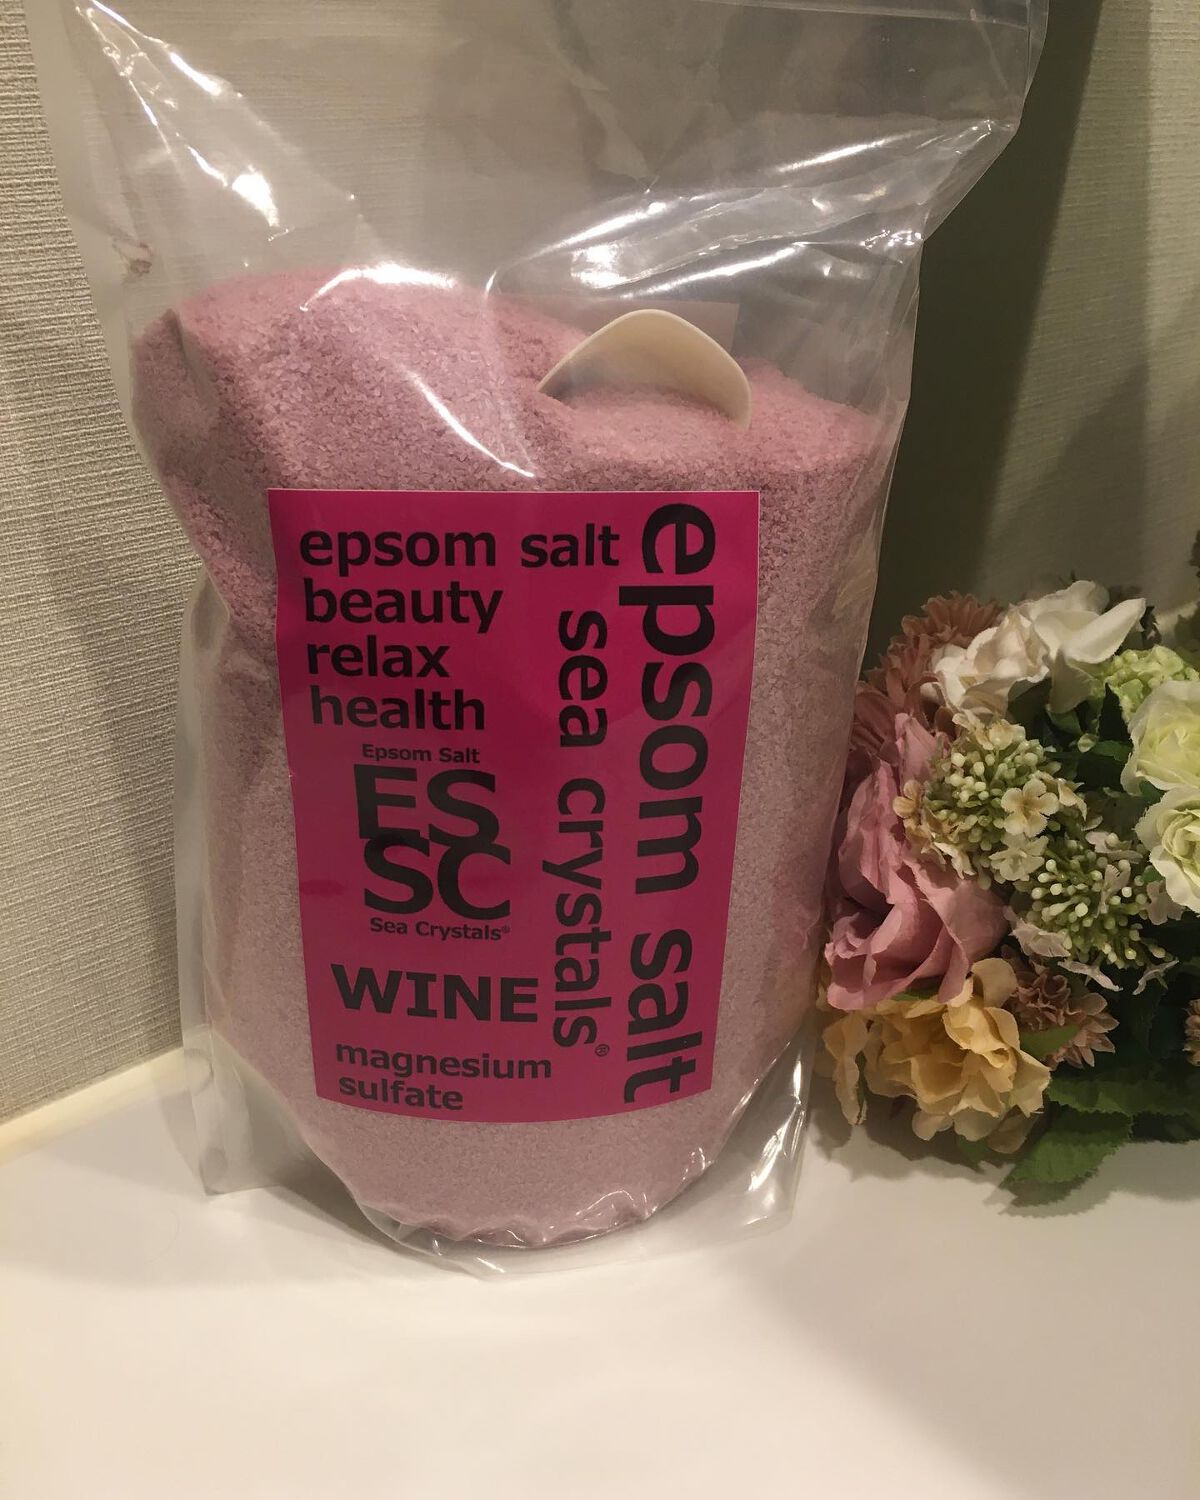 epsom salt
beauty
relax
health
Epsom Salt
ES
SC
Sea Crystals®
WINE
magnesium
sulfate
sea crystals®
epsom salt